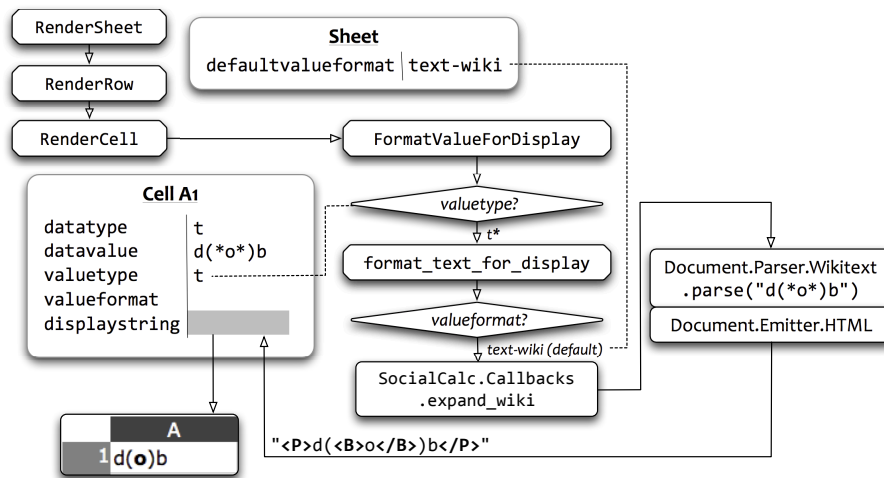 RenderSheet
RenderRow
RenderCell
Sheet
defaultvalueformat text-wiki
FormatValueForDisplay
valuetype?
t*
format_text_for_display
valueformat?
text-wiki (default)
SocialCalc.Callbacks
.expand_wiki
Document.Parser.Wikitext
.parse("d(*o*)b")
Document.Emitter.HTML
Cell A1
datatype t
datavalue d(*o*)b
valuetype t
valueformat
displaystring
"<P>d(<B>o</B>)b</P>"
A
1 d(o)b